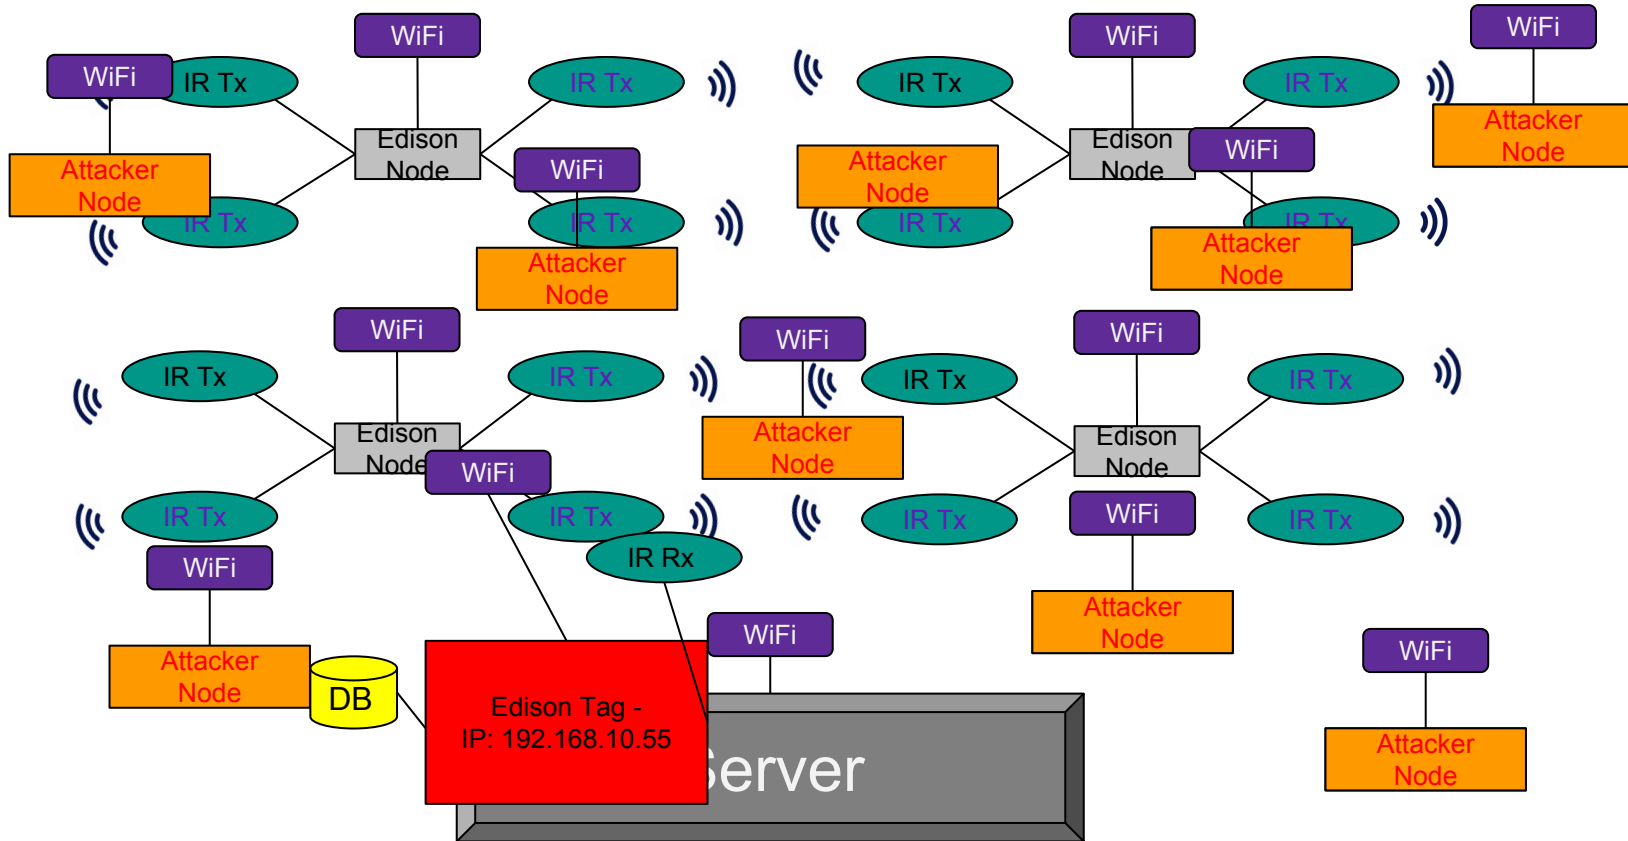 WiFi
WiFi
WiFi
WiFi
IR Tx
IR Tx
IR Tx
IR Tx
Attacker
Node
Edison
Node
WiFi
Attacker
Node
Edison
Node
WiFi
Attacker
Node
IR Tx
IR Tx
IR Tx
IR Tx
Attacker
Node
Attacker
Node
WiFi
WiFi
WiFi
IR Tx
IR Tx
IR Tx
IR Tx
Edison
Node
Attacker
Node
Edison
Node
WiFi
IR Tx
IR Tx
IR Tx
WiFi
IR Tx
WiFi
IR Rx
Attacker
Node
WiFi
WiFi
Attacker
Node
DB
Edison Tag -
IP: 192.168.10.55
Server
Attacker
Node